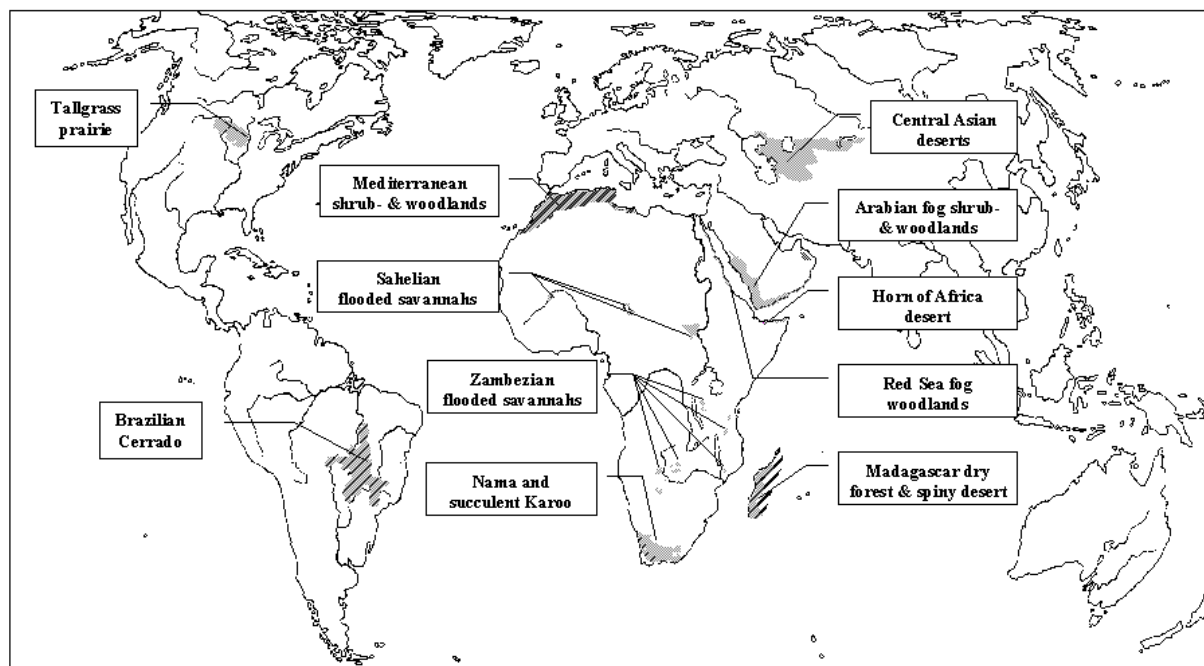 Tallgrass
prairie
Central Asian
deserts
Mediterranean
shrub- & woodlands
Arabian fog shrub-
& woodlands
Sahelian
flooded savannahs
Horn of Africa
desert
Zambezian
flooded savannahs
Red Sea fog
woodlands
Brazilian
Cerrado
Nama and
succulent Karoo
Madagascar dry
forest & spiny desert